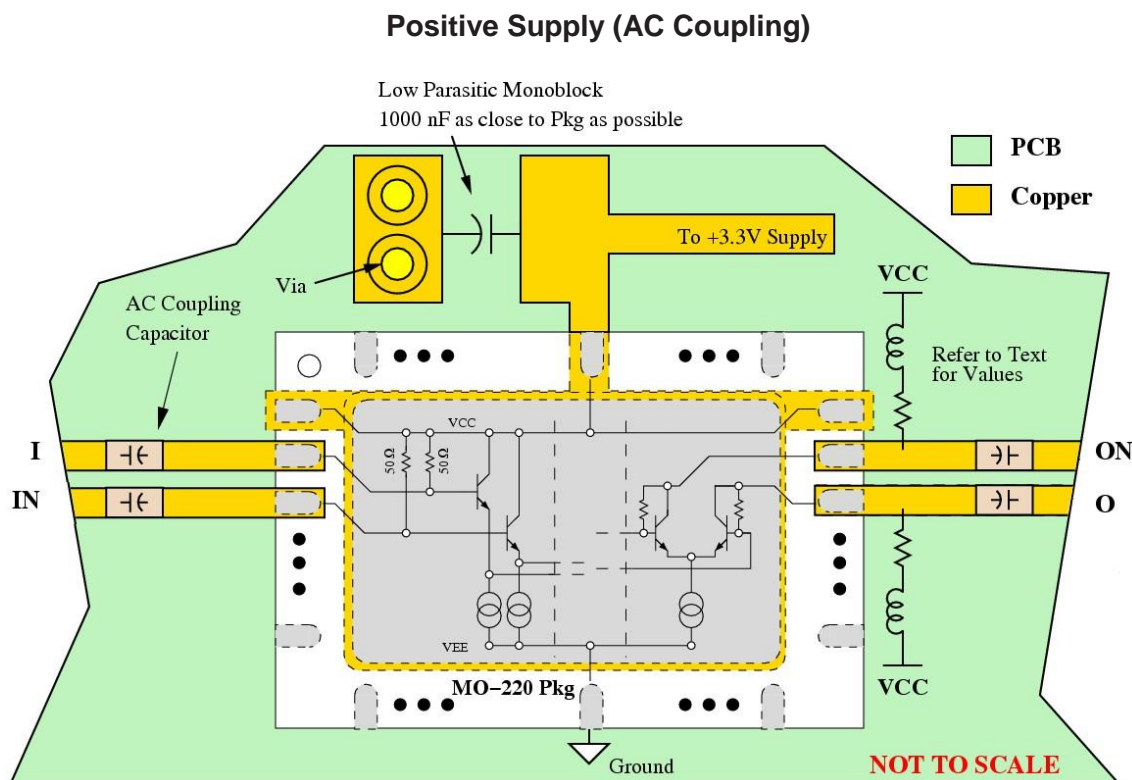 Positive Supply (AC Coupling)
Low Parasitic Monoblock
1000 nF as close to Pkg as possible
PCB
Copper
To +3.3V Supply
Via
VCC
AC Coupling
Capacitor
Refer to Text
for Values
VCC
50 Ω
50 Ω
I
ON
IN
O
VEE
MO-220 Pkg
VCC
Ground
NOT TO SCALE